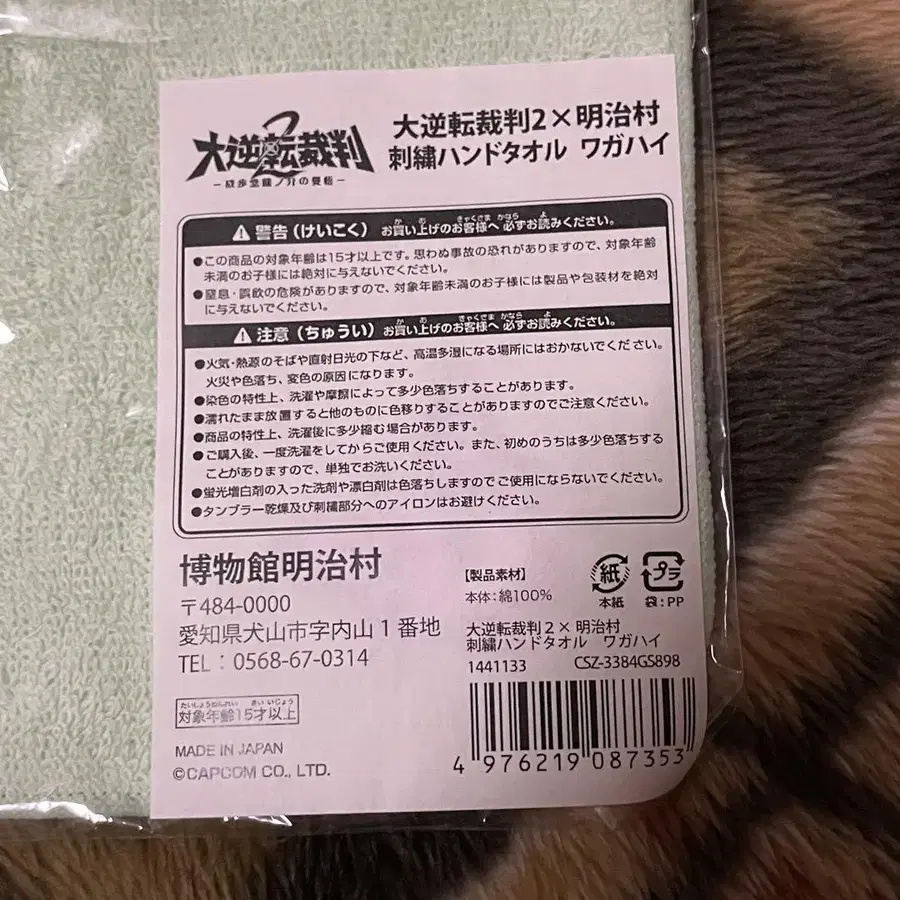 大逆転裁判2
－成歩堂龍ノ介の覺悟－
大逆転裁判2×明治村
刺繍ハンドタオル ワガハイ
警告（けいこく）お買い上げのお客様へ 必ずお読みください。
●この商品の対象年齢は15才以上です。思わぬ事故の恐れがありますので、対象年齢
未満のお子様には絶対に与えないでください。
●窒息・誤飲の危険がありますので、対象年齢未満のお子様には製品や包装材を絶対
に与えないでください。
注意（ちゅうい）お買い上げのお客様へ 必ずお読みください。
●火気・熱源のそばや直射日光の下など、高温多湿になる場所にはおかないでください。
火災や色落ち、変色の原因になります。
●染色の特性上、洗濯や摩擦によって多少色落ちすることがあります。
●濡れたまま放置すると他のものに色移りすることがありますのでご注意ください。
●商品の特性上、洗濯後に多少縮む場合があります。
●ご購入後、一度洗濯をしてからご使用ください。また、初めのうちは多少色落ちする
ことがありますので、単独でお洗いください。
●蛍光増白剤の入った洗剤や漂白剤は色落ちしますのでご使用にならないでください。
●タンブラー乾燥及び刺繍部分へのアイロンはお避けください。
博物館明治村
〒484-0000
愛知県犬山市字内山1番地
TEL：0568-67-0314
たいしょうねんれい さい いじょう
対象年齢15才以上
MADE IN JAPAN
©CAPCOM CO., LTD.
【製品素材】
本体：綿100%
紙
本紙
プラ
袋：PP
大逆転裁判2×明治村
刺繍ハンドタオル ワガハイ
1441133 CSZ-3384GS898
4 976219 087353